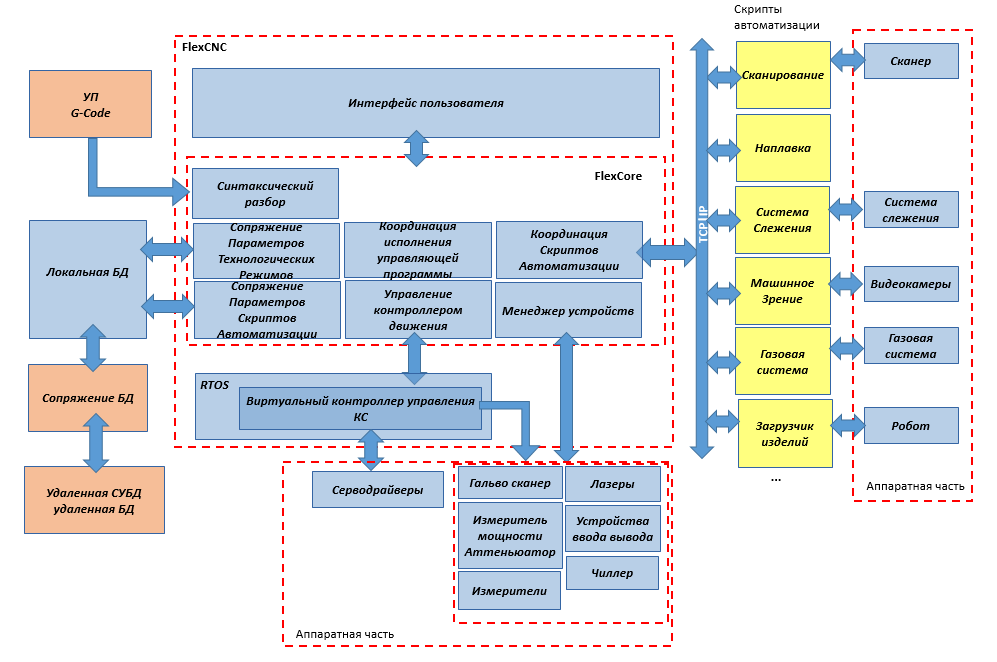 Скрипты
автоматизации
FlexCNC
УП
G-Code
Интерфейс пользователя
Сканирование
Сканер
Наплавка
FlexCore
Синтаксический
разбор
Сопряжение
Параметров
Технологических
Режимов
Координация
исполнения
управляющей
программы
Координация
Скриптов
Автоматизации
TCP|IP
Система
Слежения
Система
слежения
Локальная БД
Сопряжение
Параметров
Скриптов
Автоматизации
Управление
контроллером
движения
Менеджер устройств
Машинное
Зрение
Видеокамеры
Газовая
система
Газовая
система
Сопряжение БД
RTOS
Виртуальный контроллер управления
КС
Загрузчик
изделий
Робот
...
Удаленная СУБД
удаленная БД
Серводрайверы
Гальво сканер
Лазеры
Измеритель
мощности
Аттеньюатор
Устройства
ввода вывода
Измерители
Чиллер
Аппаратная часть
Аппаратная часть